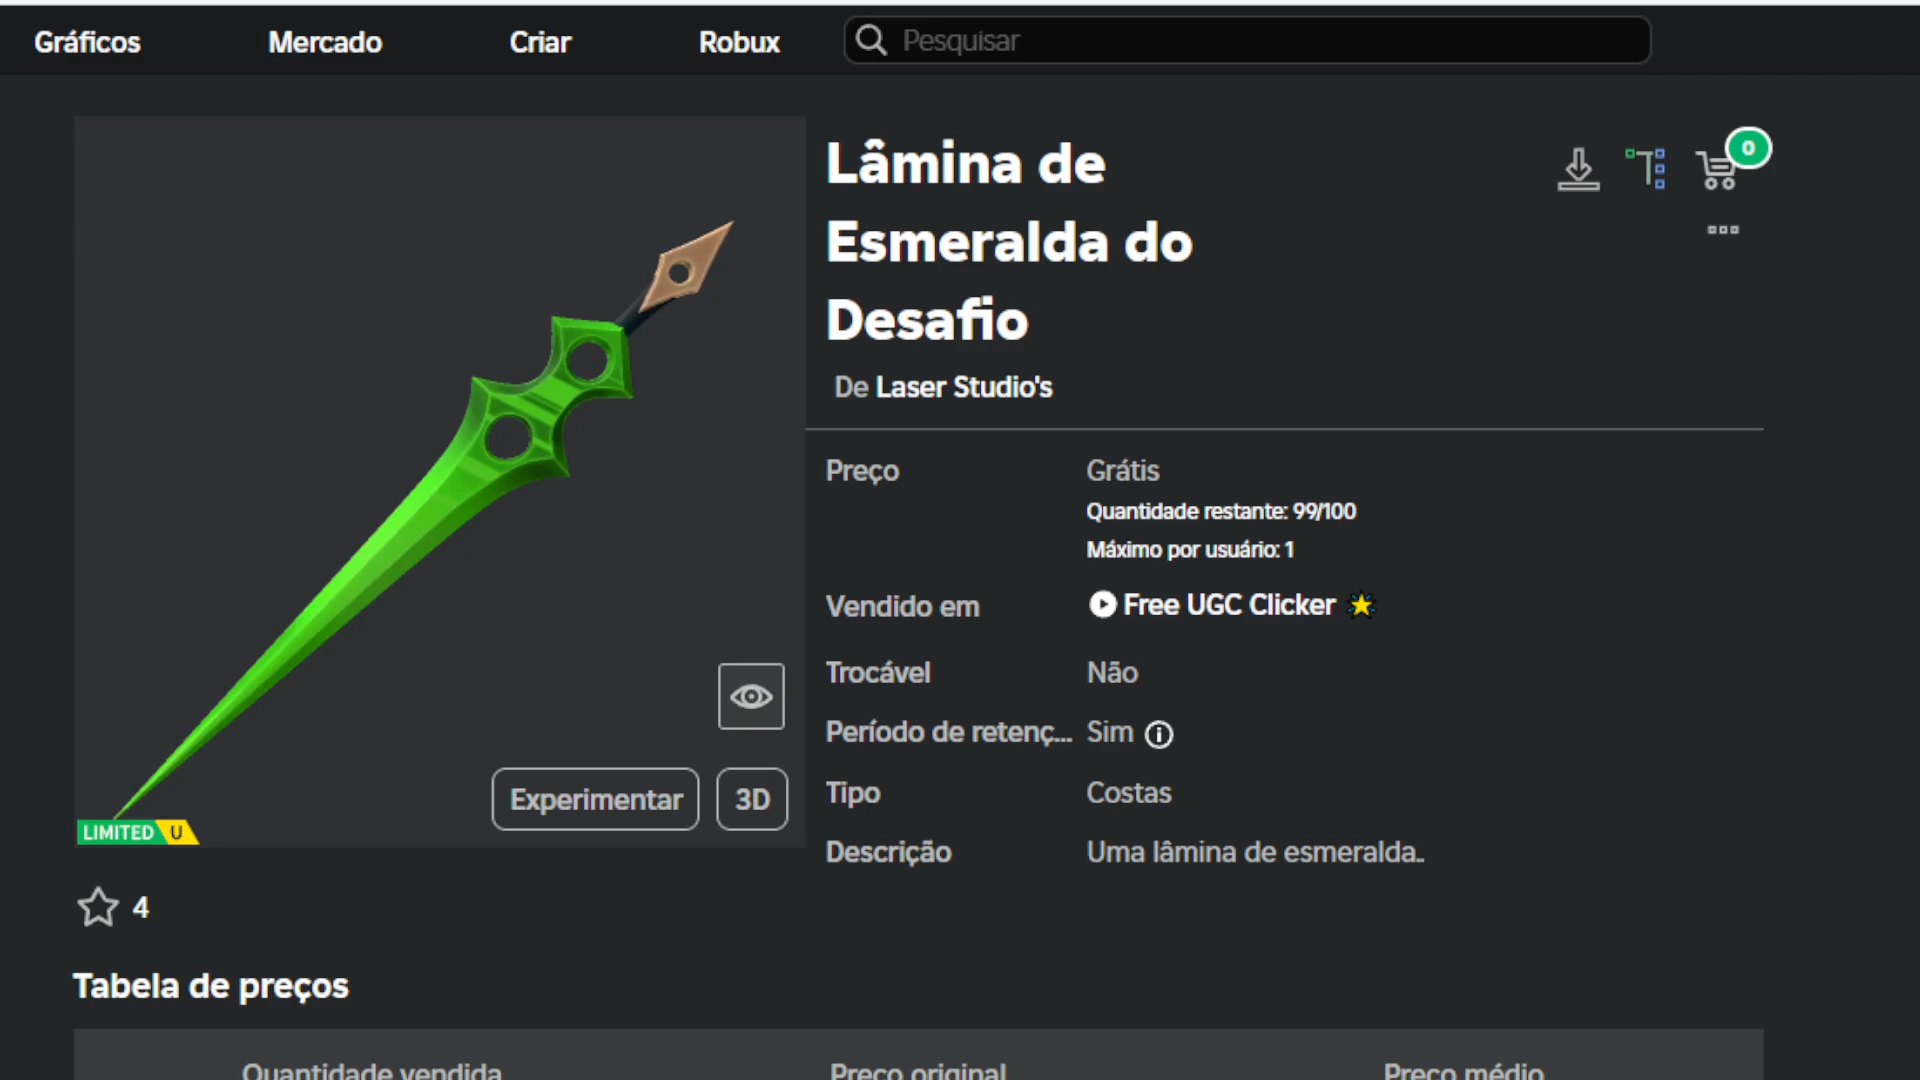 Gráficos Mercado Criar Robux Pesquisar
0
Lâmina de
Esmeralda do
Desafio
De Laser Studio's
Preço Grátis
Quantidade restante: 99/100
Máximo por usuário: 1
Vendido em Free UGC Clicker
Trocável Não
Período de retenç... Sim
Tipo Costas
Descrição Uma lâmina de esmeralda..
Experimentar 3D
LIMITED U
4
Tabela de preços
Quantidade vendida Preço original Preço médio